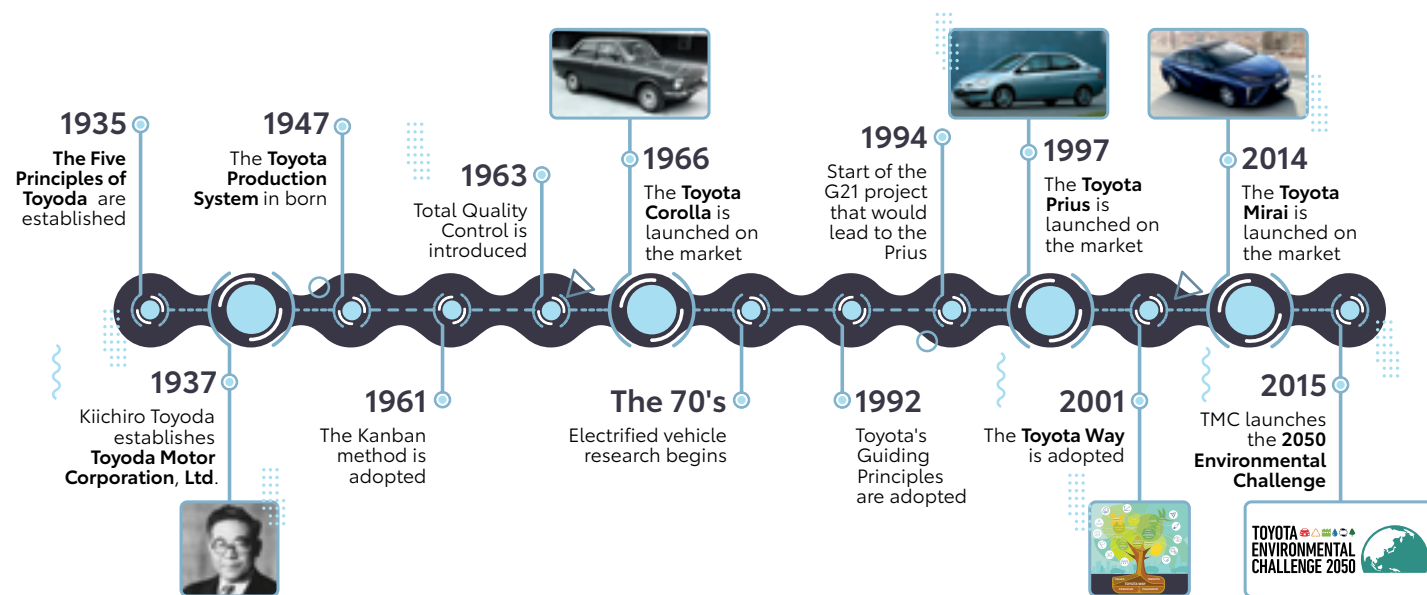 1935
The Five
Principles of
Toyoda are
established
1937
Kiichiro Toyoda
establishes
Toyoda Motor
Corporation, Ltd.
1947
The Toyota
Production
System in born
1961
The Kanban
method is
adopted
1963
Total Quality
Control is
introduced
1966
The Toyota
Corolla is
launched on
the market
The 70's
Electrified vehicle
research begins
1992
Toyota's
Guiding
Principles
are adopted
1994
Start of the
G21 project
that would
lead to the
Prius
1997
The Toyota
Prius is
launched on
the market
2001
The Toyota Way
is adopted
2014
The Toyota
Mirai is
launched on
the market
2015
TMC launches
the 2050
Environmental
Challenge
TOYOTA
ENVIRONMENTAL
CHALLENGE 2050